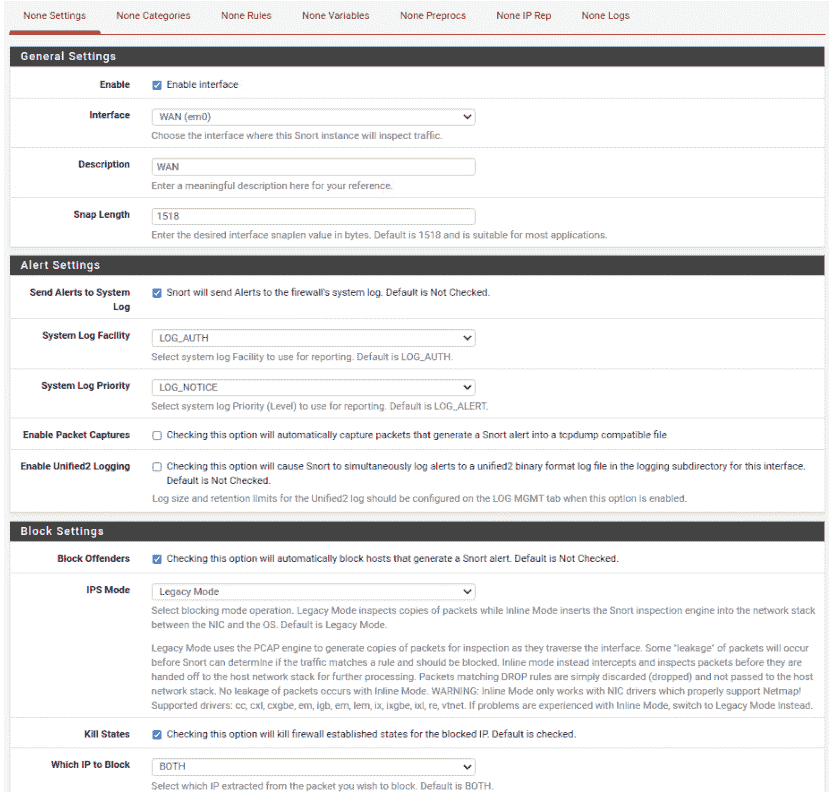 None Settings None Categories None Rules None Variables None Preprocs None IP Rep None Logs
General Settings
Enable Enable interface
Interface WAN (em0)
Choose the interface where this Snort instance will inspect traffic.
Description WAN
Enter a meaningful description here for your reference.
Snap Length 1518
Enter the desired interface snaplen value in bytes. Default is 1518 and is suitable for most applications.
Alert Settings
Send Alerts to System Snort will send Alerts to the firewall's system log. Default is Not Checked.
Log
System Log Facility LOG_AUTH
Select system log Facility to use for reporting. Default is LOG_AUTH.
System Log Priority LOG_NOTICE
Select system log Priority (Level) to use for reporting. Default is LOG_ALERT.
Enable Packet Captures Checking this option will automatically capture packets that generate a Snort alert into a tcpdump compatible file
Enable Unified2 Logging Checking this option will cause Snort to simultaneously log alerts to a unified2 binary format log file in the logging subdirectory for this interface.
Default is Not Checked.
Log size and retention limits for the Unified2 log should be configured on the LOG MGMT tab when this option is enabled.
Block Settings
Block Offenders Checking this option will automatically block hosts that generate a Snort alert. Default is Not Checked.
IPS Mode Legacy Mode
Select blocking mode operation. Legacy Mode inspects copies of packets while Inline Mode inserts the Snort inspection engine into the network stack
between the NIC and the OS. Default is Legacy Mode.
Legacy Mode uses the PCAP engine to generate copies of packets for inspection as they traverse the interface. Some "leakage" of packets will occur
before Snort can determine if the traffic matches a rule and should be blocked. Inline mode instead intercepts and inspects packets before they are
handed off to the host network stack for further processing. Packets matching DROP rules are simply discarded (dropped) and not passed to the host
network stack. No leakage of packets occurs with Inline Mode. WARNING: Inline Mode only works with NIC drivers which properly support Netmap!
Supported drivers: cc, cxl, cxgbe, em, igb, em, lem, ix, ixgbe, ixl, re, vtnet. If problems are experienced with Inline Mode, switch to Legacy Mode instead.
Kill States Checking this option will kill firewall established states for the blocked IP. Default is checked.
Which IP to Block BOTH
Select which IP extracted from the packet you wish to block. Default is BOTH.